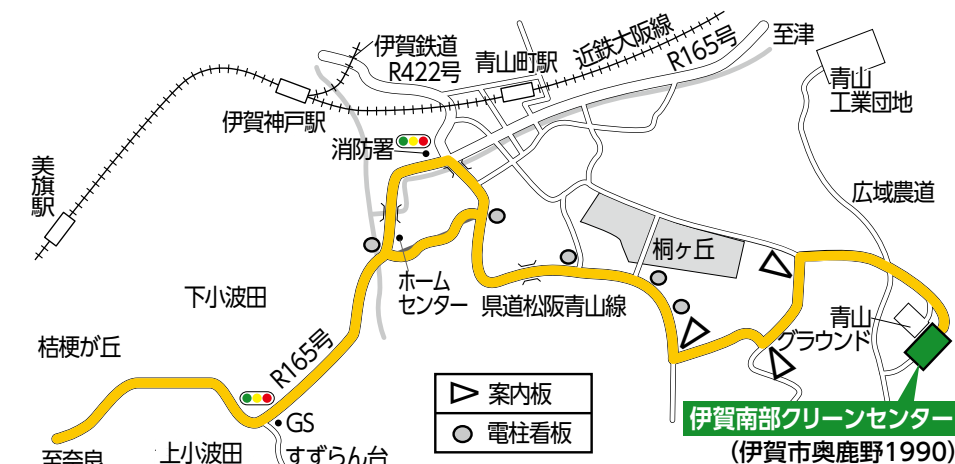 伊賀鉄道
R422号
青山町駅
近鉄大阪線
R165号
至津
青山
工業団地
伊賀神戸駅
消防署
美旗駅
広域農道
桐ヶ丘
ホーム
センター
県道松阪青山線
下小波田
桔梗が丘
R165号
青山
グラウンド
案内板
電柱看板
GS
伊賀南部クリーンセンター
(伊賀市奥鹿野1990)
至奈良
上小波田
すずらん台